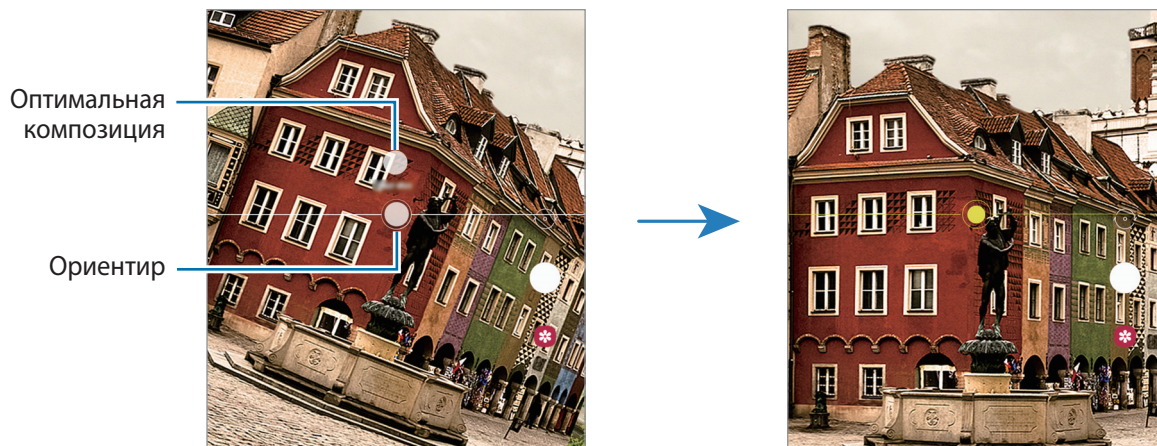 Оптимальная
композиция
Ориентир